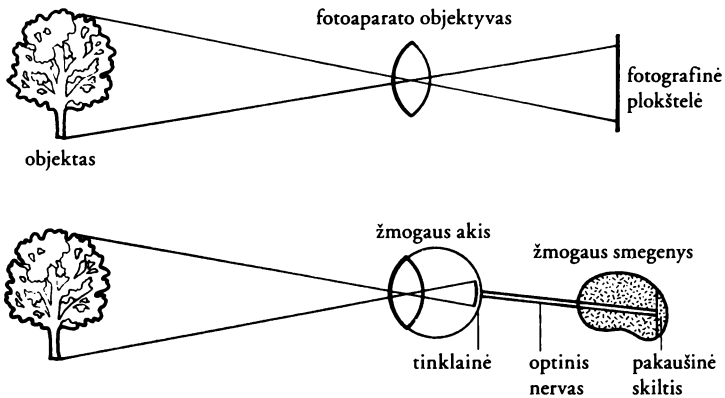 fotoaparato objektyvas
fotografinė
plokštelė
objektas
žmogaus akis
žmogaus smegenys
tinklainė
optinis
nervas
pakaušinė
skiltis